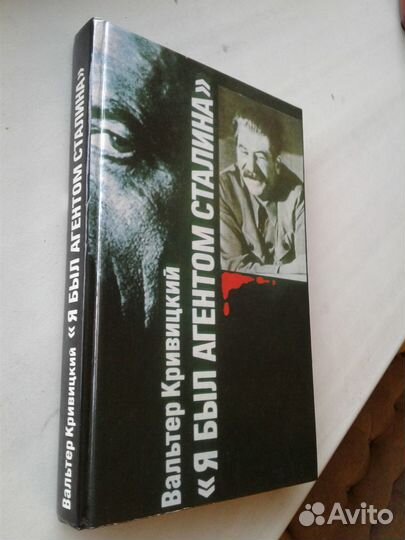 Вальтер Кривицкий « Я БЫЛ АГЕНТОМ СТАЛИНА»
Вальтер Кривицкий
« Я БЫЛ АГЕНТОМ СТАЛИНА»
Avito